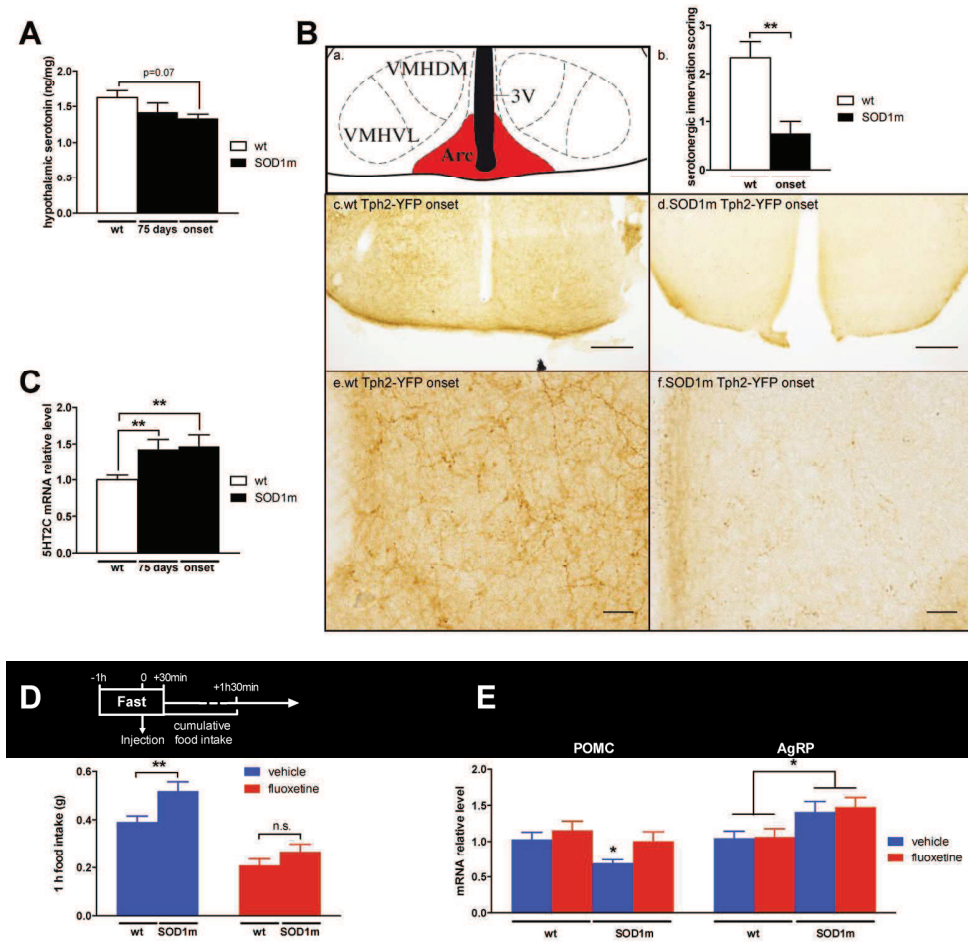 A
hypothalamic serotonin (ng/mg)
2.0
1.5
1.0
0.5
0.0
p=0.07
wt 75 days onset
wt
SOD1m
B
a.
VMHDM
VMHVL
3V
Arc
b.
serotonergic innervation scoring
3
2
1
0
**
wt onset
wt
SOD1m
c.wt Tph2-YFP onset
d.SOD1m Tph2-YFP onset
e.wt Tph2-YFP onset
f.SOD1m Tph2-YFP onset
C
5HT2C mRNA relative level
2.0
1.5
1.0
0.5
0.0
**
**
wt 75 days onset
wt
SOD1m
D
-1h 0 +30min
+1h30min
Fast
Injection
cumulative
food intake
1 h food intake (g)
0.6
0.4
0.2
0.0
**
n.s.
vehicle
fluoxetine
wt SOD1m wt SOD1m
E
POMC AgRP
mRNA relative level
2.0
1.5
1.0
0.5
0.0
*
*
vehicle
fluoxetine
wt SOD1m wt SOD1m